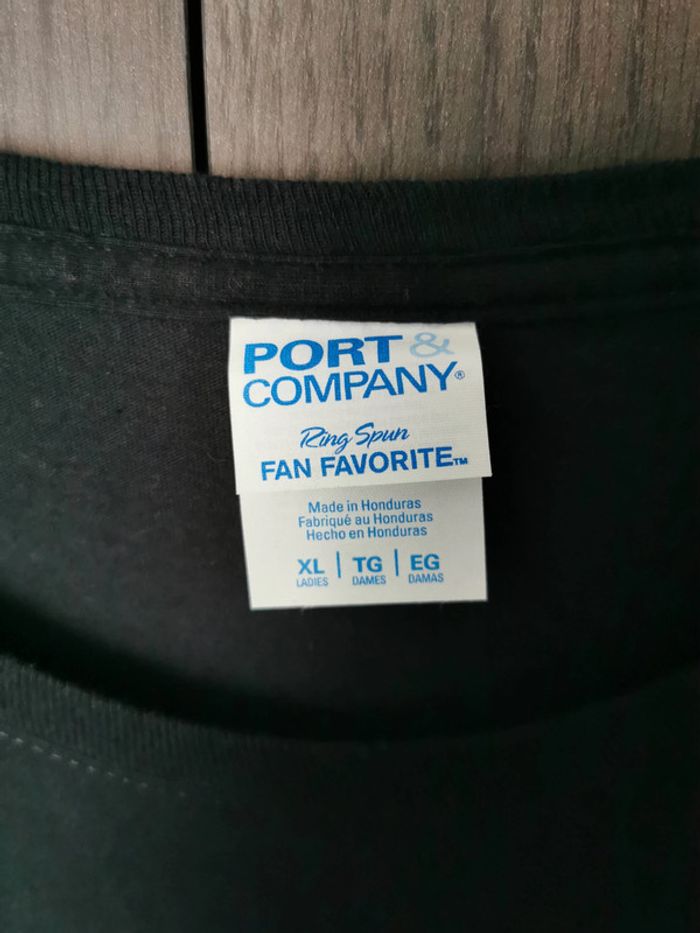 PORT &
COMPANY®
Ring Spun
FAN FAVORITE™
Made in Honduras
Fabriqué au Honduras
Hecho en Honduras
XL | TG | EG
LADIES DAMES DAMAS